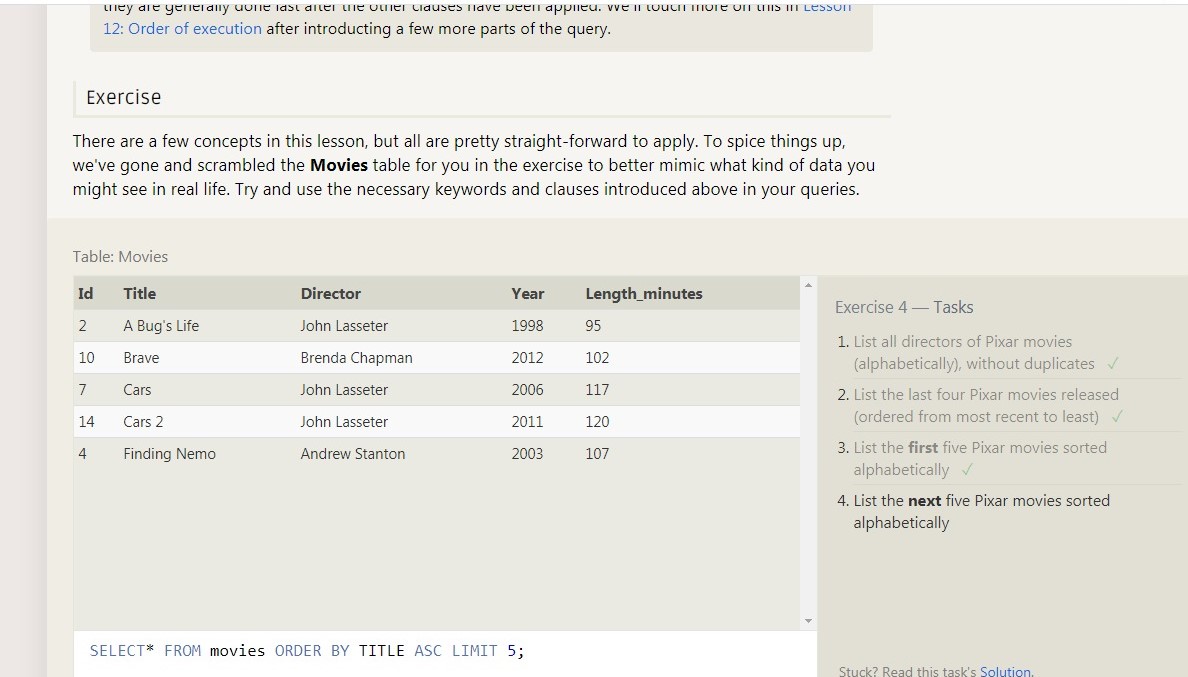 they are generally done last after the other clauses have been applied. We'll touch more on this in Lesson
12: Order of execution after introducting a few more parts of the query.
Exercise
There are a few concepts in this lesson, but all are pretty straight-forward to apply. To spice things up,
we've gone and scrambled the Movies table for you in the exercise to better mimic what kind of data you
might see in real life. Try and use the necessary keywords and clauses introduced above in your queries.
Table: Movies
Id Title Director Year Length_minutes
2 A Bug's Life John Lasseter 1998 95
10 Brave Brenda Chapman 2012 102
7 Cars John Lasseter 2006 117
14 Cars 2 John Lasseter 2011 120
4 Finding Nemo Andrew Stanton 2003 107
SELECT* FROM movies ORDER BY TITLE ASC LIMIT 5;
Exercise 4 — Tasks
1. List all directors of Pixar movies
(alphabetically), without duplicates ✓
2. List the last four Pixar movies released
(ordered from most recent to least) ✓
3. List the first five Pixar movies sorted
alphabetically ✓
4. List the next five Pixar movies sorted
alphabetically
Stuck? Read this task's Solution.